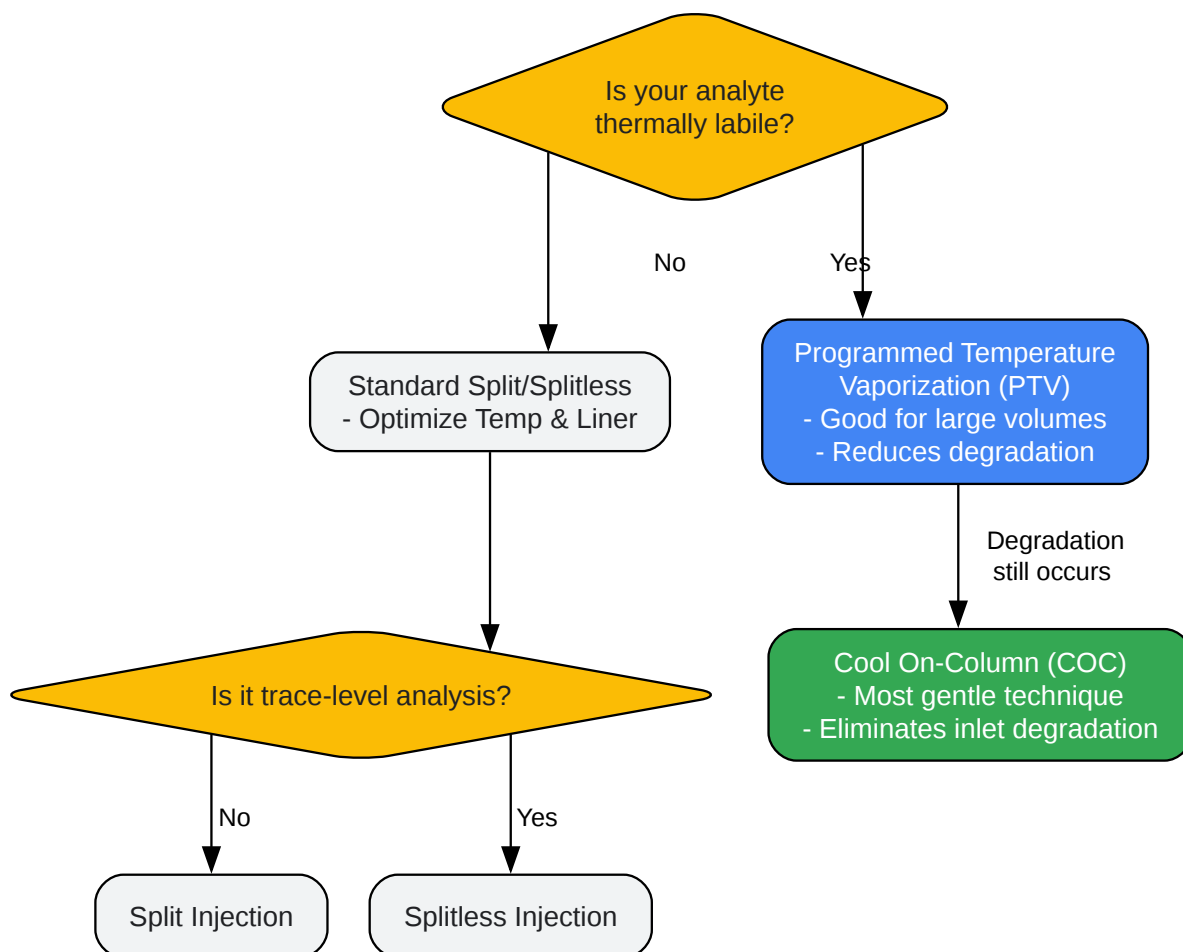 Is your analyte
thermally labile?
No
Yes
Standard Split/Splitless
- Optimize Temp & Liner
Programmed Temperature
Vaporization (PTV)
- Good for large volumes
- Reduces degradation
Degradation
still occurs
Cool On-Column (COC)
- Most gentle technique
- Eliminates inlet degradation
Is it trace-level analysis?
No
Yes
Split Injection
Splitless Injection